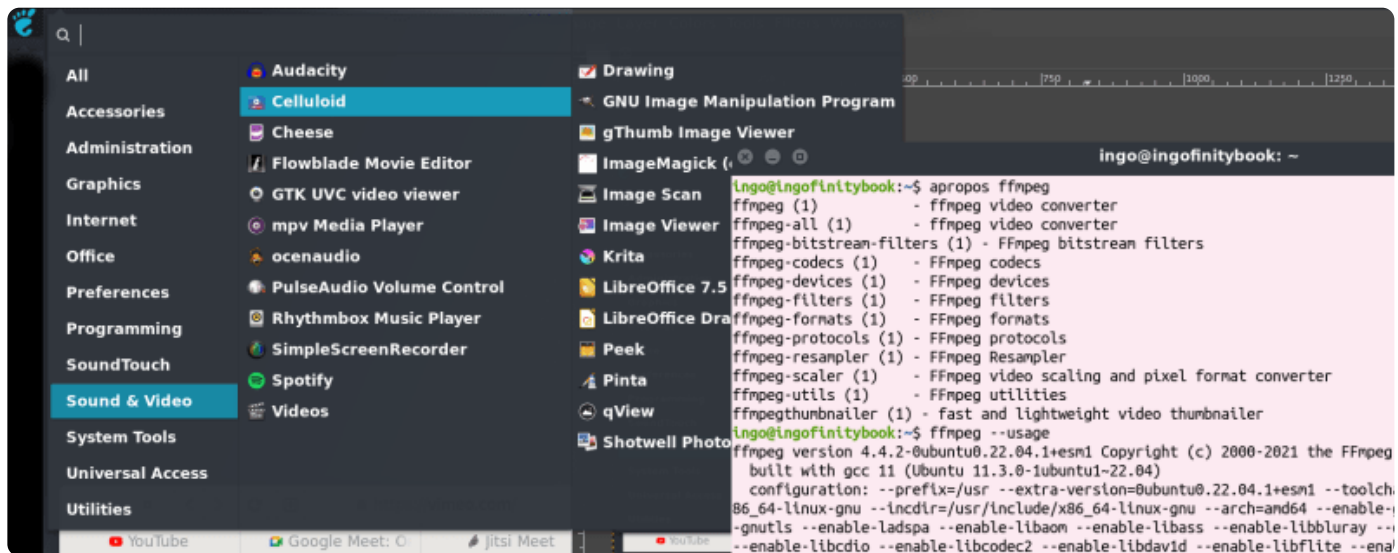 All
Accessories
Administration
Graphics
Internet
Office
Preferences
Programming
SoundTouch
Sound & Video
System Tools
Universal Access
Utilities
Audacity
Celluloid
Cheese
Flowblade Movie Editor
GTK UVC video viewer
mpv Media Player
ocenaudio
PulseAudio Volume Control
Rhythmbox Music Player
SimpleScreenRecorder
Spotify
Videos
Drawing
GNU Image Manipulation Program
gThumb Image Viewer
ImageMagick (
Image Scan
Image Viewer
Krita
LibreOffice 7.5
LibreOffice Dra
Peek
Pinta
qView
Shotwell Photo
750
1000
1250
ingo@ingofinitybook: ~
ingo@ingofinitybook:~$ apropos ffmpeg
ffmpeg (1) - ffmpeg video converter
ffmpeg-all (1) - ffmpeg video converter
ffmpeg-bitstream-filters (1) - FFmpeg bitstream filters
ffmpeg-codecs (1) - FFmpeg codecs
ffmpeg-devices (1) - FFmpeg devices
ffmpeg-filters (1) - FFmpeg filters
ffmpeg-formats (1) - FFmpeg formats
ffmpeg-protocols (1) - FFmpeg protocols
ffmpeg-resampler (1) - FFmpeg Resampler
ffmpeg-scaler (1) - FFmpeg video scaling and pixel format converter
ffmpeg-utils (1) - FFmpeg utilities
ffmpegthumbnailer (1) - fast and lightweight video thumbnailer
ingo@ingofinitybook:~$ ffmpeg --usage
ffmpeg version 4.4.2-0ubuntu0.22.04.1+esm1 Copyright (c) 2000-2021 the FFmpeg
built with gcc 11 (Ubuntu 11.3.0-1ubuntu1~22.04)
configuration: --prefix=/usr --extra-version=0ubuntu0.22.04.1+esm1 --toolch
86_64-linux-gnu --incdir=/usr/include/x86_64-linux-gnu --arch=amd64 --enable-
-gnutls --enable-ladspa --enable-libaom --enable-libass --enable-libbluray --
--enable-libcdio --enable-libcodec2 --enable-libdav1d --enable-libflite --ena
YouTube
Google Meet: O
Jitsi Meet
YouTube